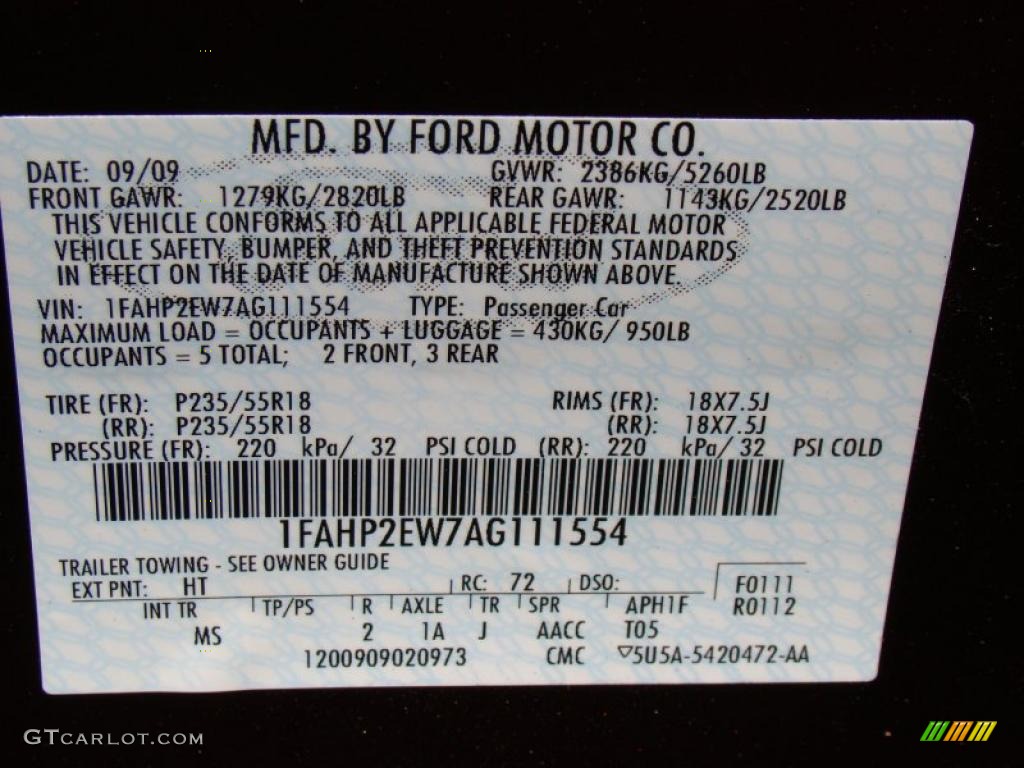 MFD. BY FORD MOTOR CO.
DATE: 09/09 GVWR: 2386KG/5260LB
FRONT GAWR: 1279KG/2820LB REAR GAWR: 1143KG/2520LB
THIS VEHICLE CONFORMS TO ALL APPLICABLE FEDERAL MOTOR
VEHICLE SAFETY, BUMPER, AND THEFT PREVENTION STANDARDS
IN EFFECT ON THE DATE OF MANUFACTURE SHOWN ABOVE.
VIN: 1FAHP2EW7AG111554 TYPE: Passenger Car
MAXIMUM LOAD = OCCUPANTS + LUGGAGE = 430KG/ 950LB
OCCUPANTS = 5 TOTAL; 2 FRONT, 3 REAR
TIRE (FR): P235/55R18 RIMS (FR): 18X7.5J
(RR): P235/55R18 (RR): 18X7.5J
PRESSURE (FR): 220 kPa/ 32 PSI COLD (RR): 220 kPa/ 32 PSI COLD
1FAHP2EW7AG111554
TRAILER TOWING - SEE OWNER GUIDE
EXT PNT: HT RC: 72 DSO: F0111
INT TR TP/PS R AXLE TR SPR APH1F R0112
MS 2 1A J AACC T05
1200909020973 CMC ▽5U5A-5420472-AA
GTCARLOT.COM